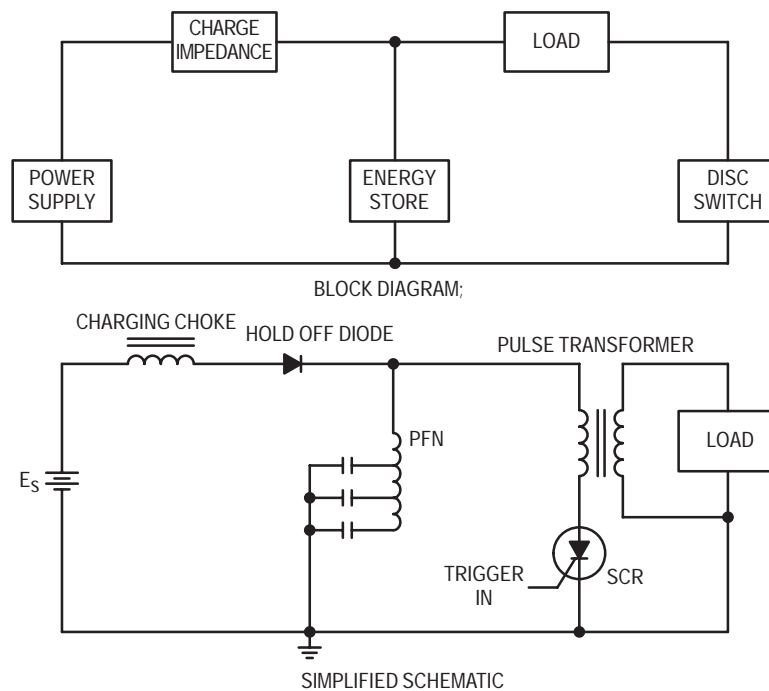 CHARGE
IMPEDANCE
LOAD
POWER
SUPPLY
ENERGY
STORE
DISC
SWITCH
BLOCK DIAGRAM;
CHARGING CHOKE
HOLD OFF DIODE
PULSE TRANSFORMER
PFN
LOAD
ES
TRIGGER
IN
SCR
SIMPLIFIED SCHEMATIC